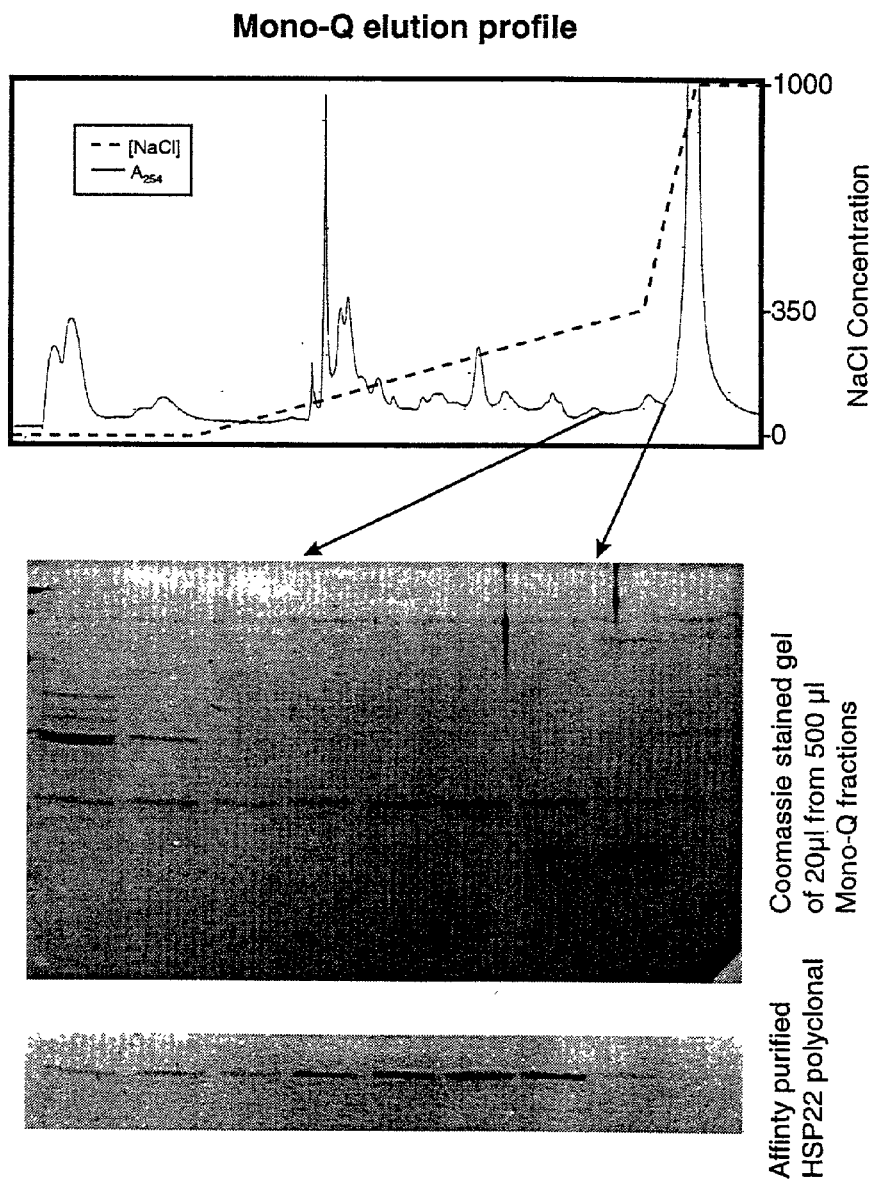 Mono-Q elution profile
[NaCl]
A254
1000
350
0
NaCl Concentration
Coomassie stained gel
of 20µl from 500 µl
Mono-Q fractions
Affinty purified
HSP22 polyclonal